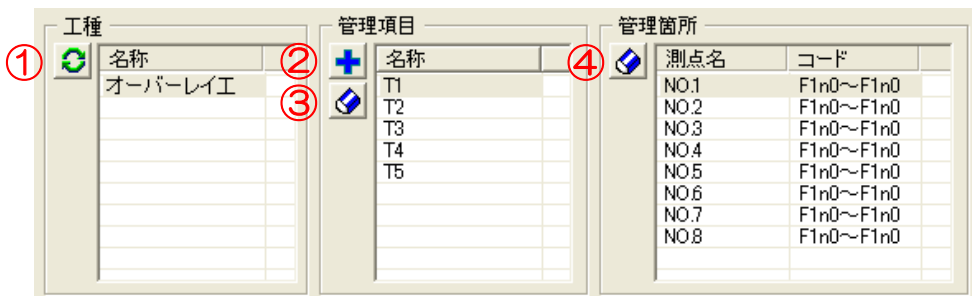 工種
① 名称
オーバーレイ工
管理項目
② 名称
③ T1
T2
T3
T4
T5
管理箇所
④ 測点名 コード
NO.1 F1n0～F1n0
NO.2 F1n0～F1n0
NO.3 F1n0～F1n0
NO.4 F1n0～F1n0
NO.5 F1n0～F1n0
NO.6 F1n0～F1n0
NO.7 F1n0～F1n0
NO.8 F1n0～F1n0